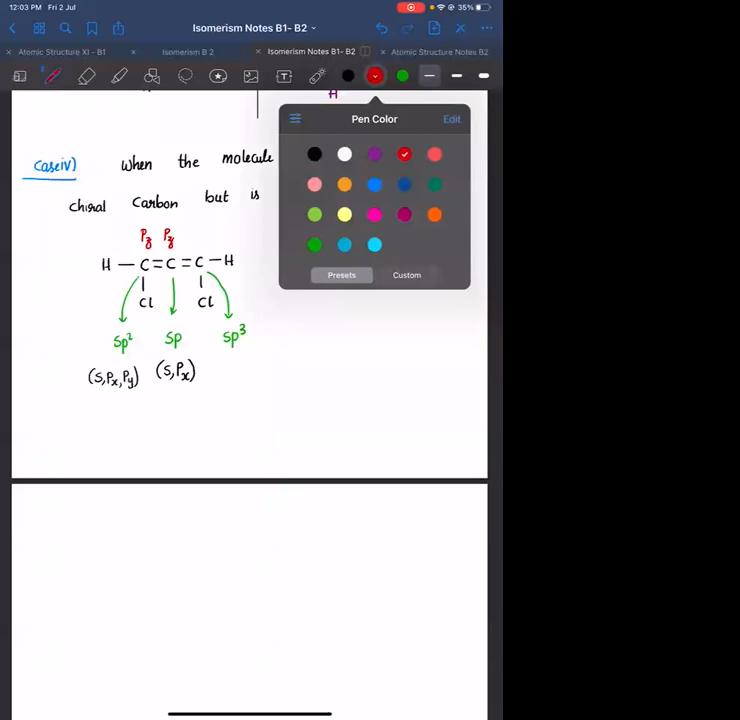 12:03 PM Fri 2 Jul
35%
Isomerism Notes B1- B2
Atomic Structure XI - B1
Isomerism B 2
Isomerism Notes B1- B2
Atomic Structure Notes B2
H
Pen Color
Edit
Case iv) When the molecule
chiral Carbon but is
Pz Pz
H — C = C = C — H
Cl Cl
Presets
Custom
sp² sp sp³
(S,Px,Py) (S,Px)